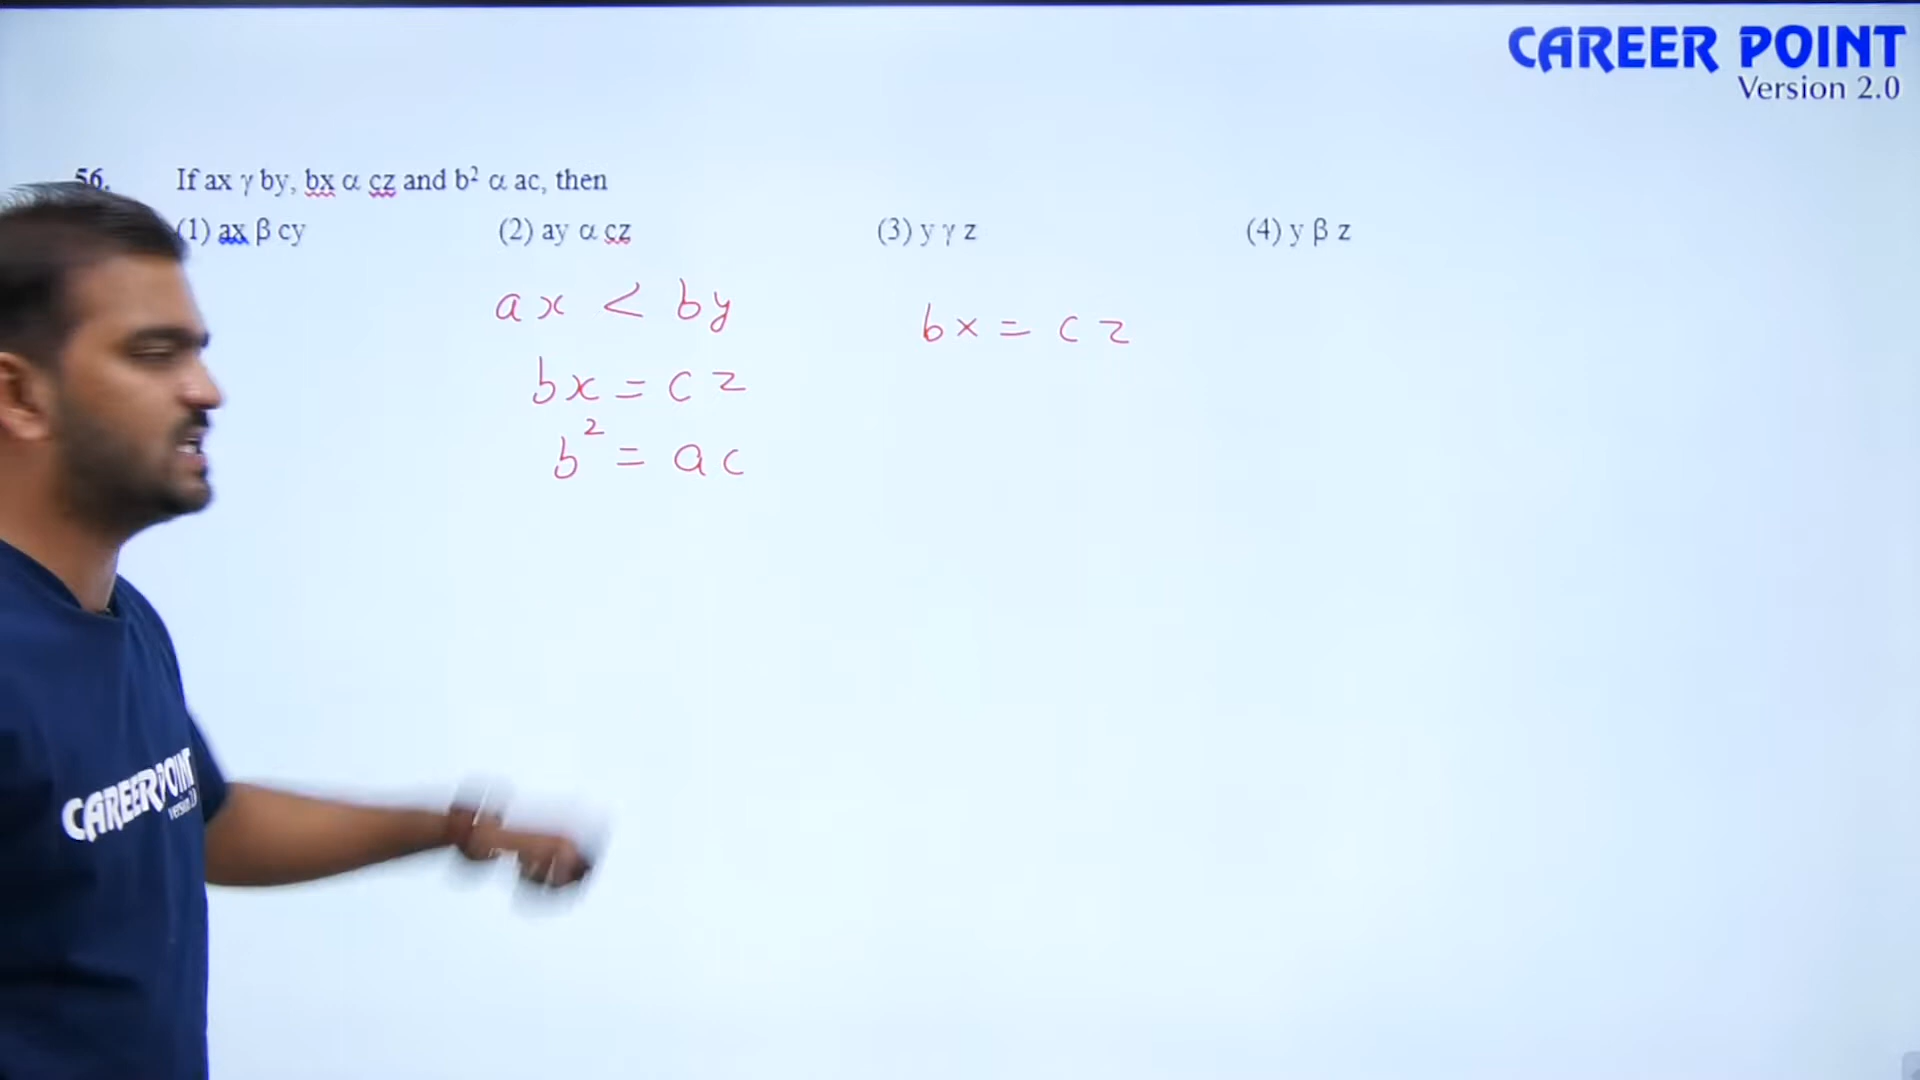 CAREER POINT
Version 2.0
56. If ax γ by, bx α cz and b² α ac, then
(1) ax β cy (2) ay α cz (3) y γ z (4) y β z
ax < by
bx = cz
bx = cz
b² = ac
CAREER POINT